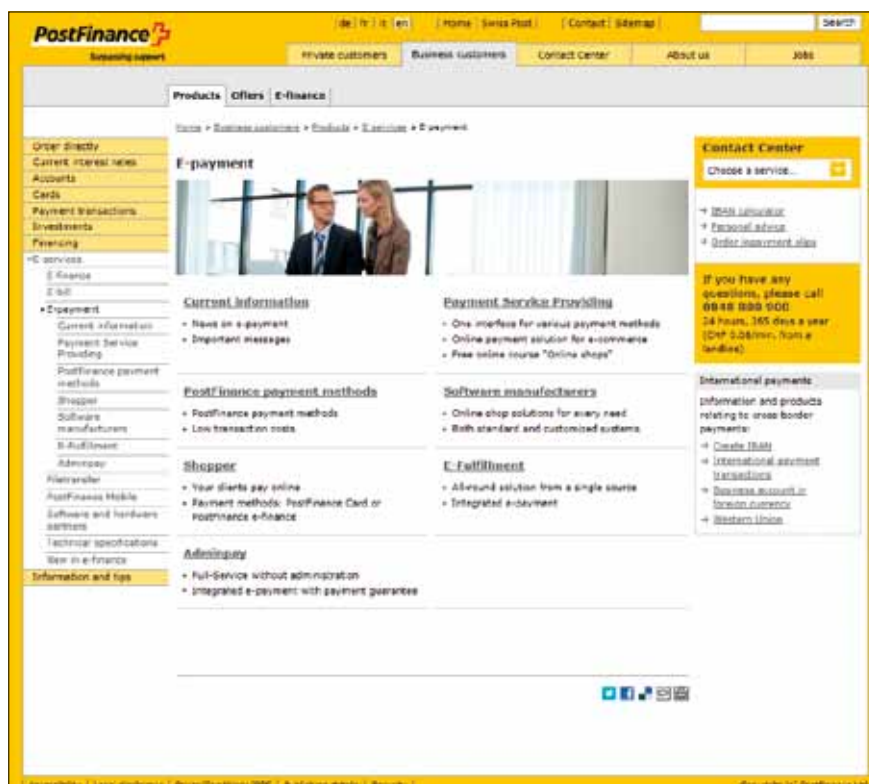 PostFinance
| de | fr | it | en | | Home | Swiss Post | | Contact | Sitemap |
Search
Private customers
Business customers
Contact Center
About us
Jobs
Products
Offers
E-finance
Home > Business customers > Products > E services > E-payment
Order directly
Current interest rates
Accounts
Cards
Payment transactions
Investments
Financing
E services
E-finance
E-bill
E-payment
Current information
Payment Service
Providing
PostFinance payment
methods
Shopper
Software
manufacturers
E-Fulfillment
Adminpay
Filetransfer
PostFinance Mobile
Software and hardware
partners
Technical specifications
New in e-finance
Information and tips
E-payment
Current information
• News on e-payment
• Important messages
Payment Service Providing
• One interface for various payment methods
• Online payment solution for e-commerce
• Free online course "Online shops"
PostFinance payment methods
• PostFinance payment methods
• Low transaction costs
Software manufacturers
• Online shop solutions for every need
• Both standard and customized systems
Shopper
• Your clients pay online
• Payment methods: PostFinance Card or
PostFinance e-finance
E-Fulfillment
• All-round solution from a single source
• Integrated e-payment
Adminpay
• Full-Service without administration
• Integrated e-payment with payment guarantee
Contact Center
Choose a service...
IBAN calculator
Personal advice
Order inpayment slips
If you have any
questions, please call
0848 888 900
24 hours, 365 days a year
(CHF 0.08/min. from a
landline)
International payments
Information and products
relating to cross-border
payments:
Create IBAN
International payment
transactions
Business account in
foreign currency
Western Union